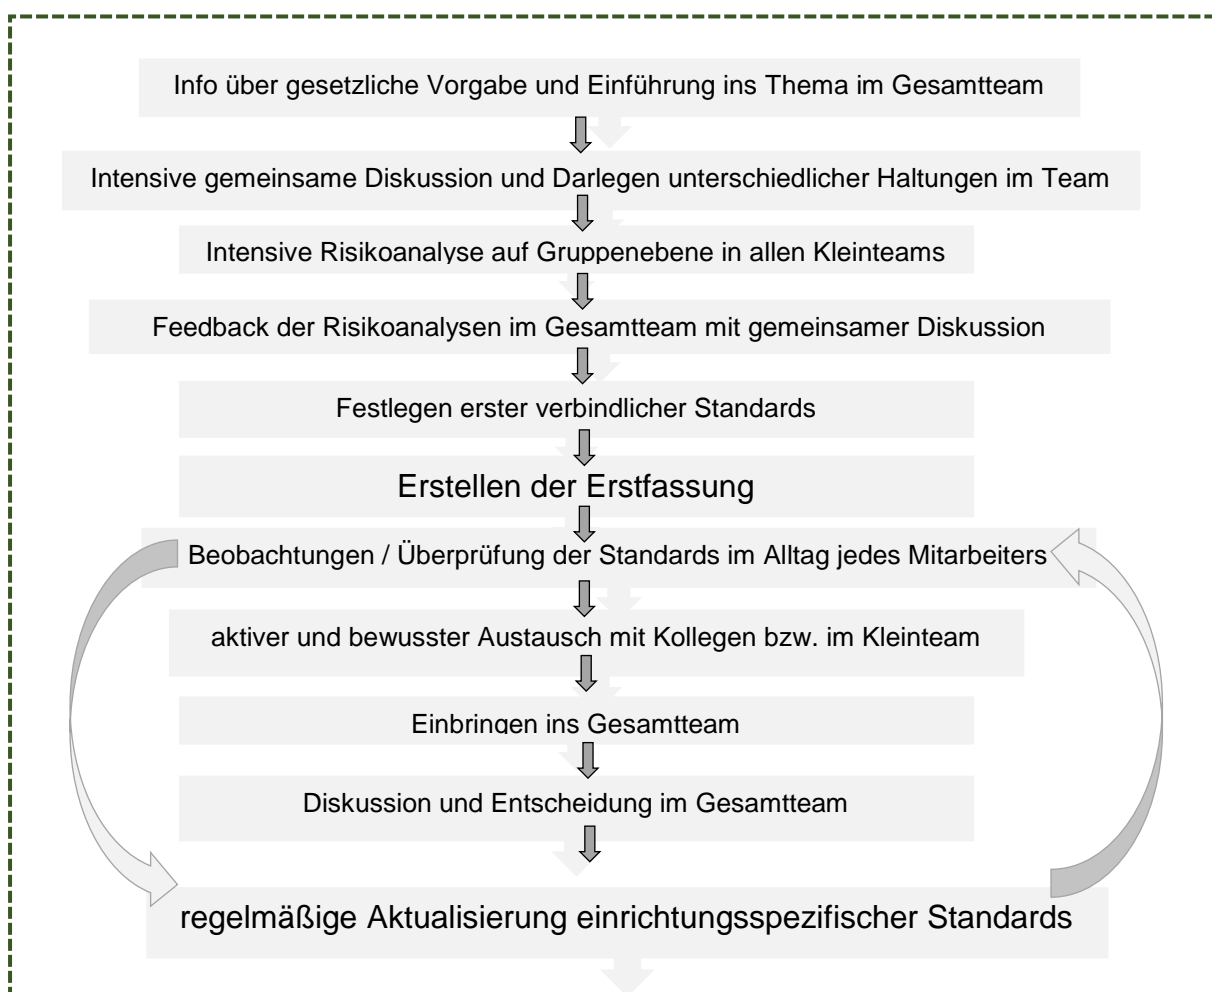 Info über gesetzliche Vorgabe und Einführung ins Thema im Gesamtteam
Intensive gemeinsame Diskussion und Darlegen unterschiedlicher Haltungen im Team
Intensive Risikoanalyse auf Gruppenebene in allen Kleinteams
Feedback der Risikoanalysen im Gesamtteam mit gemeinsamer Diskussion
Festlegen erster verbindlicher Standards
Erstellen der Erstfassung
Beobachtungen / Überprüfung der Standards im Alltag jedes Mitarbeiters
aktiver und bewusster Austausch mit Kollegen bzw. im Kleinteam
Einbringen ins Gesamtteam
Diskussion und Entscheidung im Gesamtteam
regelmäßige Aktualisierung einrichtungsspezifischer Standards